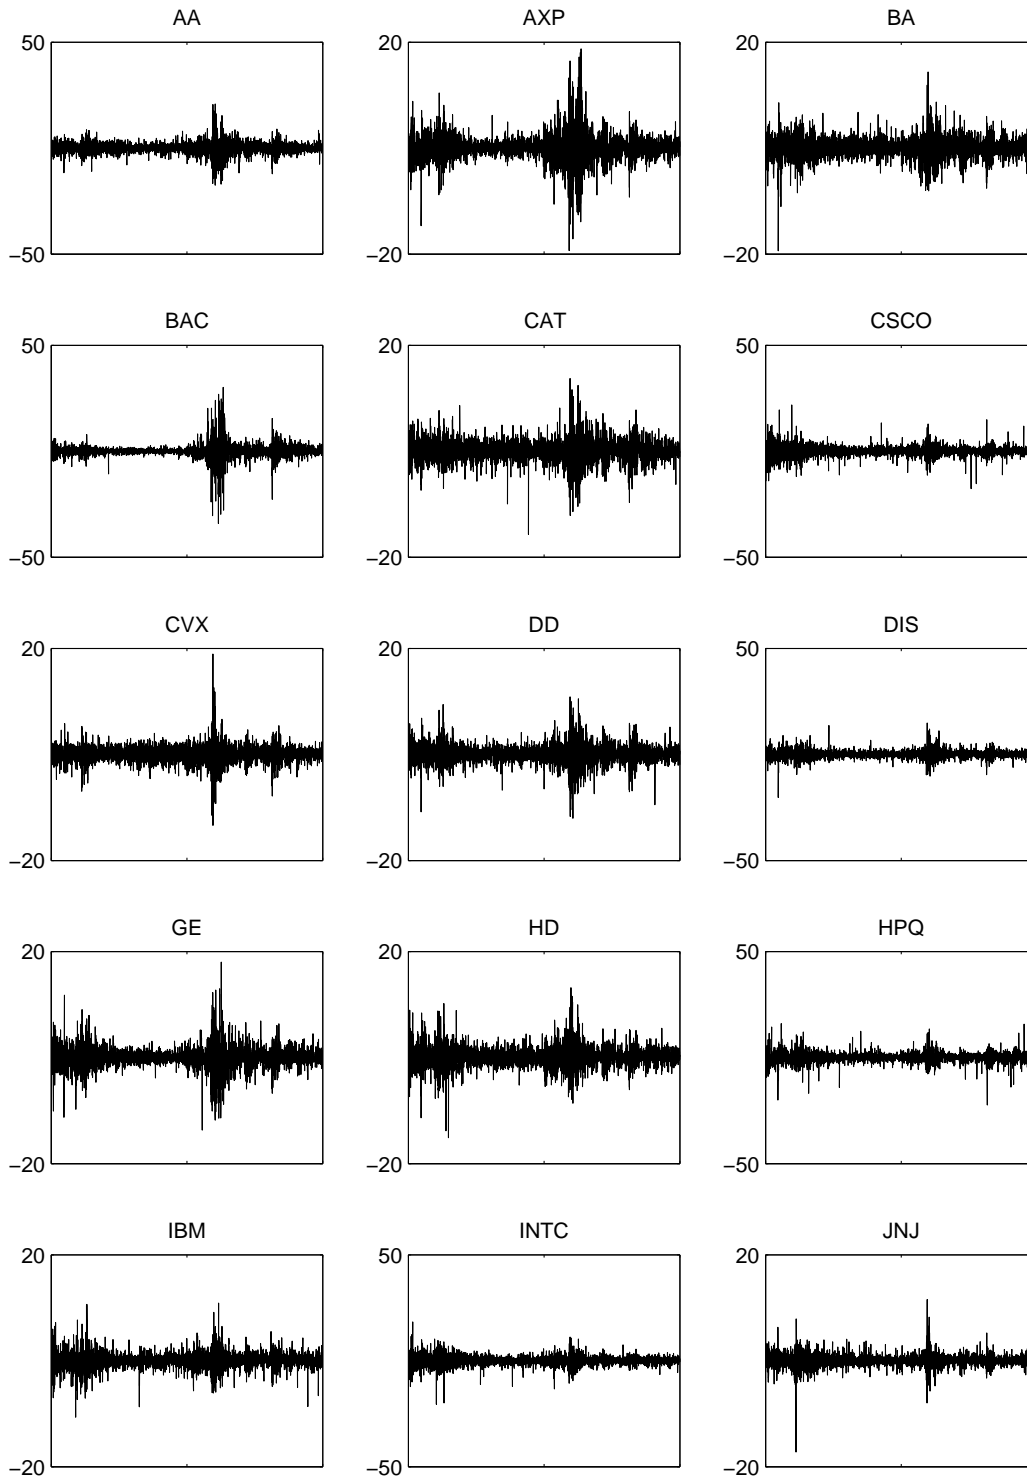 AA AXP BA
50 20 20
−50 −20 −20
BAC CAT CSCO
50 20 50
−50 −20 −50
CVX DD DIS
20 20 50
−20 −20 −50
GE HD HPQ
20 20 50
−20 −20 −50
IBM INTC JNJ
20 50 20
−20 −50 −20